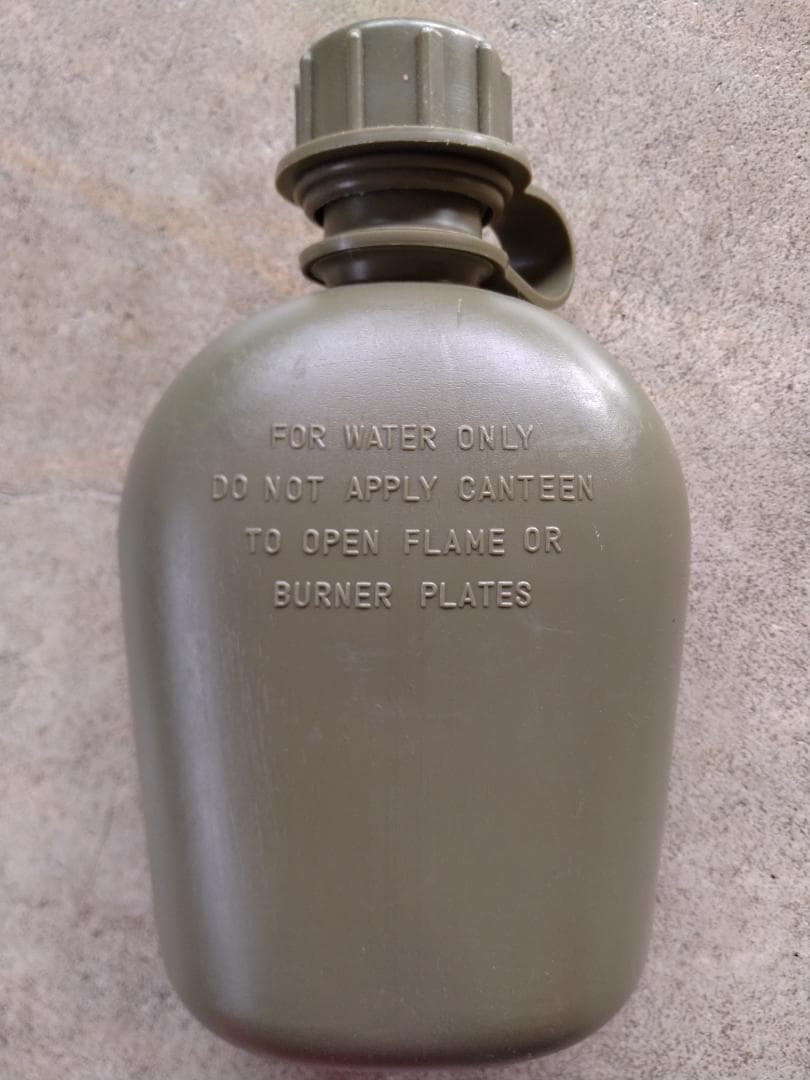 FOR WATER ONLY
DO NOT APPLY CANTEEN
TO OPEN FLAME OR
BURNER PLATES